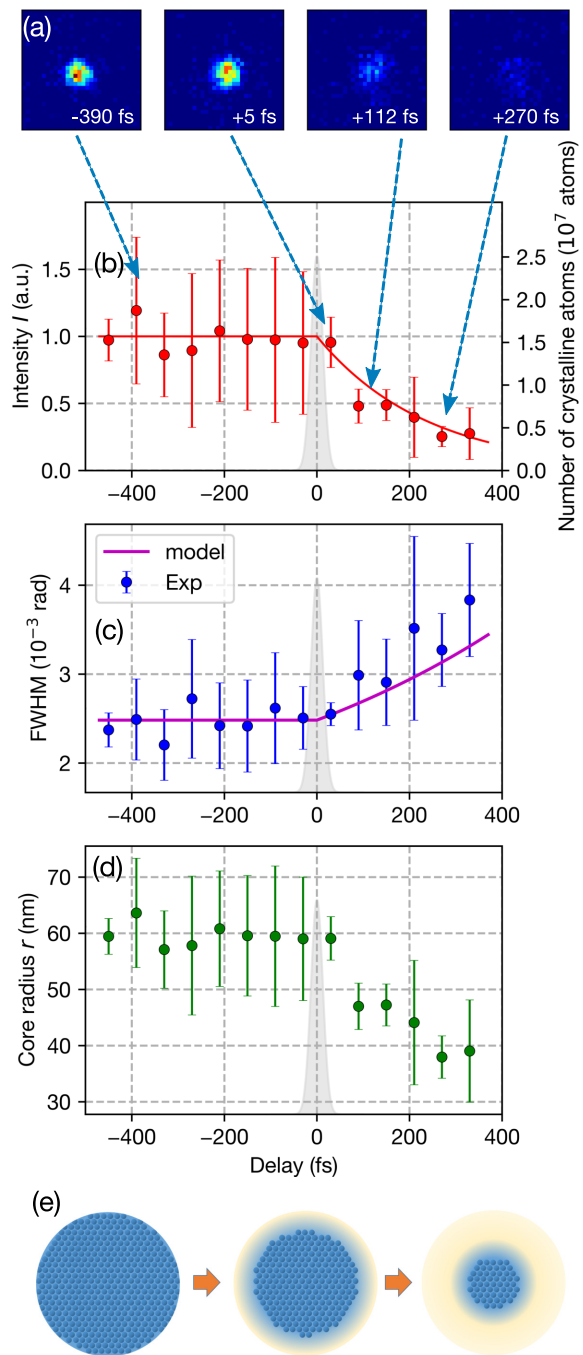 (a)
-390 fs
+5 fs
+112 fs
+270 fs
(b)
Intensity I (a.u.)
1.5
1.0
0.5
0.0
Number of crystalline atoms (10⁷ atoms)
2.5
2.0
1.5
1.0
0.5
0.0
−400 −200 0 200 400
(c)
model
Exp
FWHM (10⁻³ rad)
4
3
2
−400 −200 0 200 400
(d)
Core radius r (nm)
70
60
50
40
30
−400 −200 0 200 400
Delay (fs)
(e)